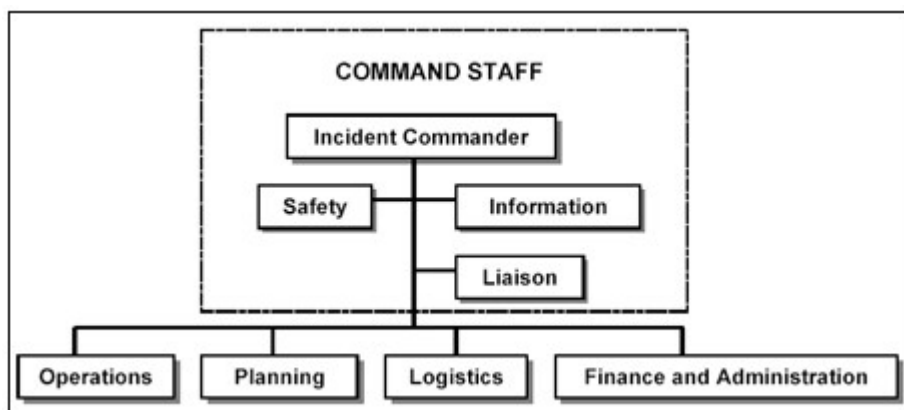 COMMAND STAFF
Incident Commander
Safety
Information
Liaison
Operations
Planning
Logistics
Finance and Administration